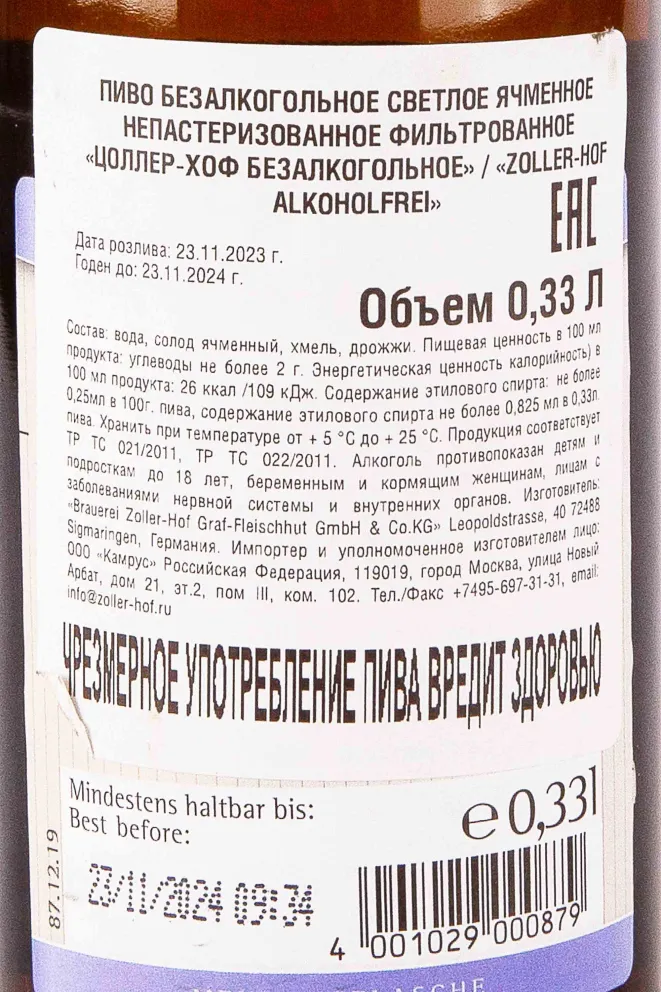 ПИВО БЕЗАЛКОГОЛЬНОЕ СВЕТЛОЕ ЯЧМЕННОЕ
НЕПАСТЕРИЗОВАННОЕ ФИЛЬТРОВАННОЕ
«ЦОЛЛЕР-ХОФ БЕЗАЛКОГОЛЬНОЕ» / «ZOLLER-HOF
ALKOHOLFREI»
EAC
Дата розлива: 23.11.2023 г.
Годен до: 23.11.2024 г.
Объем 0,33 Л
Состав: вода, солод ячменный, хмель, дрожжи. Пищевая ценность в 100 мл
продукта: углеводы не более 2 г. Энергетическая ценность калорийность) в
100 мл продукта: 26 ккал /109 кДж. Содержание этилового спирта: не более
0,25мл в 100г. пива, содержание этилового спирта не более 0,825 мл в 0,33л.
пива. Хранить при температуре от + 5 °C до + 25 °C. Продукция соответствует
ТР ТС 021/2011, ТР ТС 022/2011. Алкоголь противопоказан детям и
подросткам до 18 лет, беременным и кормящим женщинам, лицам с
заболеваниями нервной системы и внутренних органов. Изготовитель:
«Brauerei Zoller-Hof Graf-Fleischhut GmbH & Co.KG» Leopoldstrasse, 40 72488
Sigmaringen, Германия. Импортер и уполномоченное изготовителем лицо:
ООО «Камрус» Российская Федерация, 119019, город Москва, улица Новый
Арбат, дом 21, эт.2, пом III, ком. 102. Тел./Факс +7495-697-31-31, email:
info@zoller-hof.ru
ЧРЕЗМЕРНОЕ УПОТРЕБЛЕНИЕ ПИВА ВРЕДИТ ЗДОРОВЬЮ
Mindestens haltbar bis:
Best before:
℮ 0,33l
23/11/2024 09:34
87.12.19
4 001029 000879